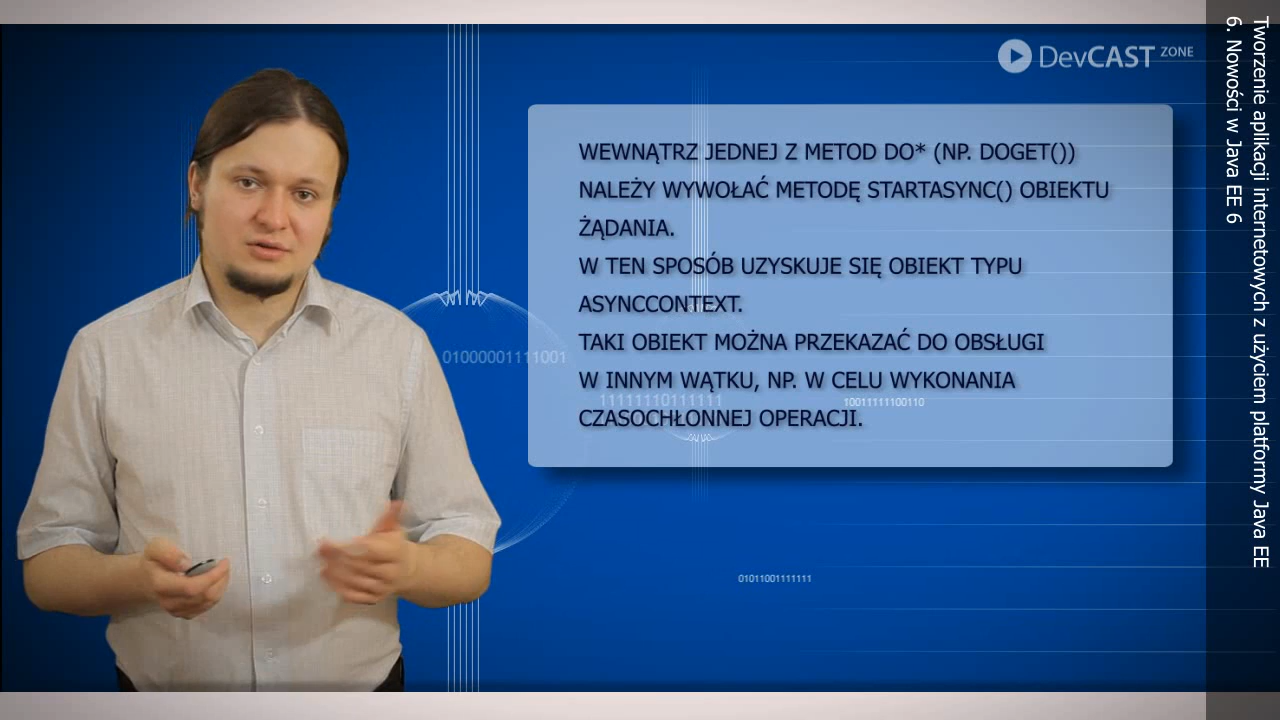 DevCAST ZONE
WEWNĄTRZ JEDNEJ Z METOD DO* (NP. DOGET())
NALEŻY WYWOŁAĆ METODĘ STARTASYNC() OBIEKTU
ŻĄDANIA.
W TEN SPOSÓB UZYSKUJE SIĘ OBIEKT TYPU
ASYNCCONTEXT.
TAKI OBIEKT MOŻNA PRZEKAZAĆ DO OBSŁUGI
W INNYM WĄTKU, NP. W CELU WYKONANIA
CZASOCHŁONNEJ OPERACJI.
01000001111001
11111110111111
10011111100110
01011001111111
Tworzenie aplikacji internetowych z użyciem platformy Java EE
6. Nowości w Java EE 6